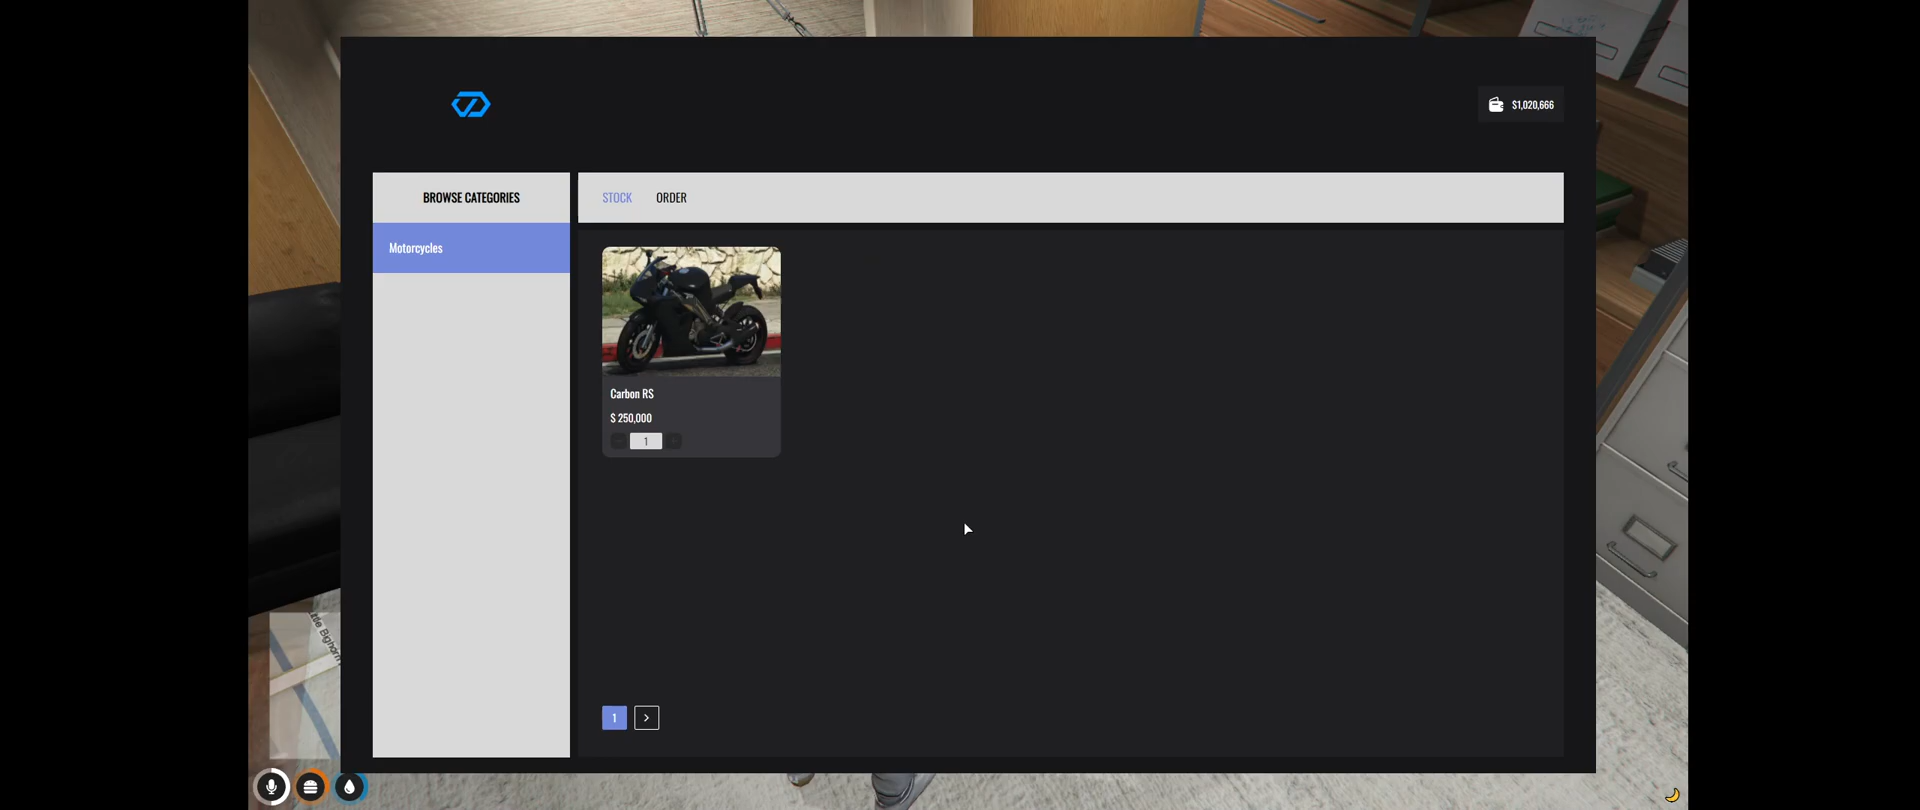 $1,020,666
BROWSE CATEGORIES
STOCK
ORDER
Motorcycles
Carbon RS
$ 250,000
1
1